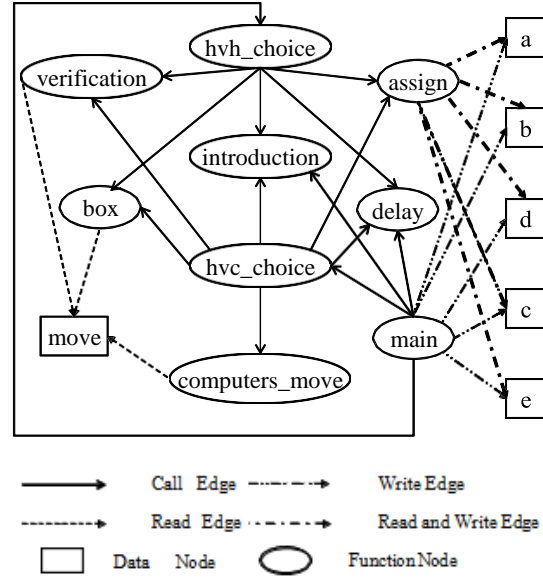 hvh_choice
a
verification
assign
b
introduction
box
delay
d
hvc_choice
c
move
main
computers_move
e
Call Edge
Write Edge
Read Edge
Read and Write Edge
Data Node
Function Node